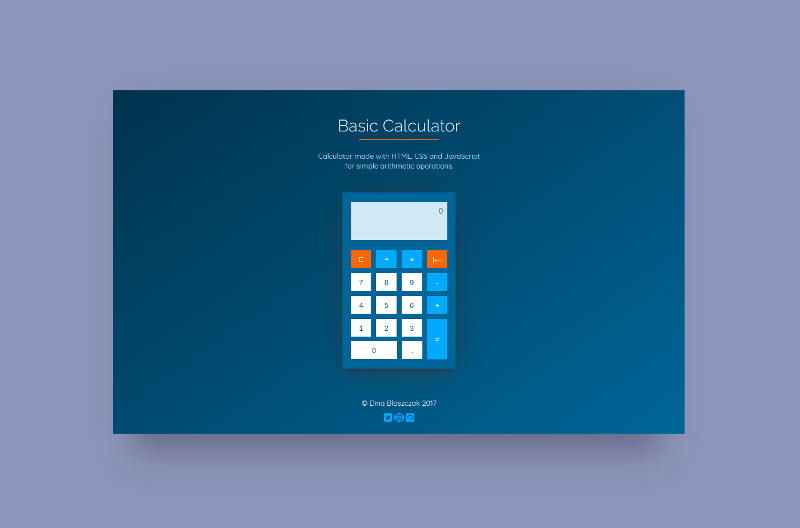 Basic Calculator
Calculator made with HTML, CSS and JavaScript
for simple arithmetic operations.
0
C ÷ × |←
7 8 9 -
4 5 6 +
1 2 3 =
0 .
© Dina Blaszczak 2017